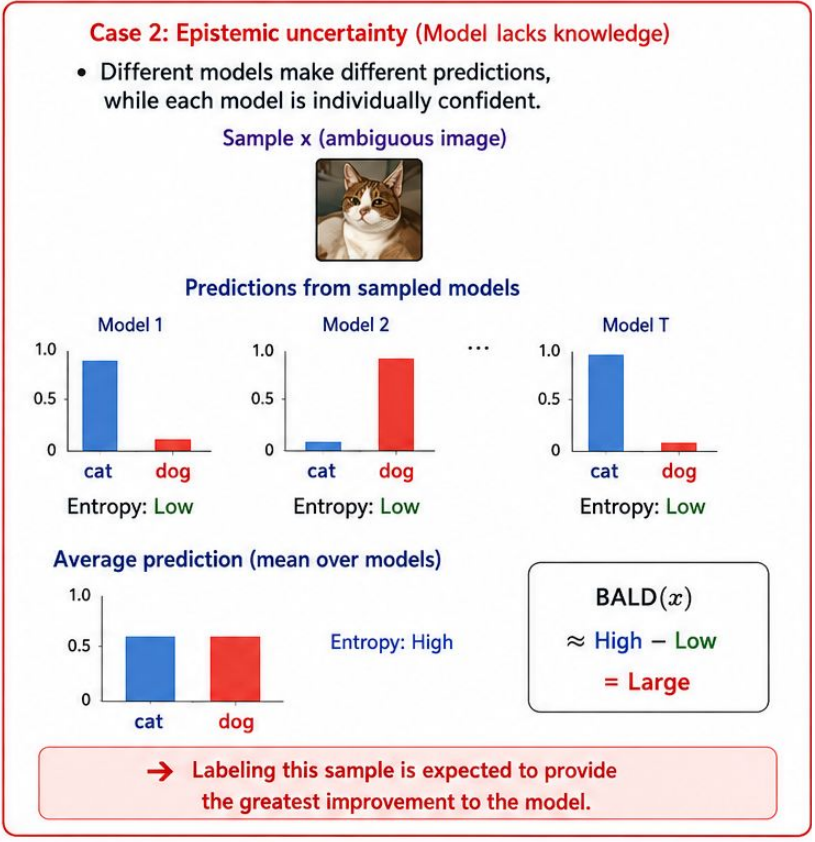 Case 2: Epistemic uncertainty (Model lacks knowledge)
• Different models make different predictions,
while each model is individually confident.
Sample x (ambiguous image)
Predictions from sampled models
Model 1
1.0
0.5
0
cat dog
Entropy: Low
Model 2
1.0
0.5
0
cat dog
Entropy: Low
...
Model T
1.0
0.5
0
cat dog
Entropy: Low
Average prediction (mean over models)
1.0
0.5
0
cat dog
Entropy: High
BALD(x)
≈ High − Low
= Large
→ Labeling this sample is expected to provide
the greatest improvement to the model.